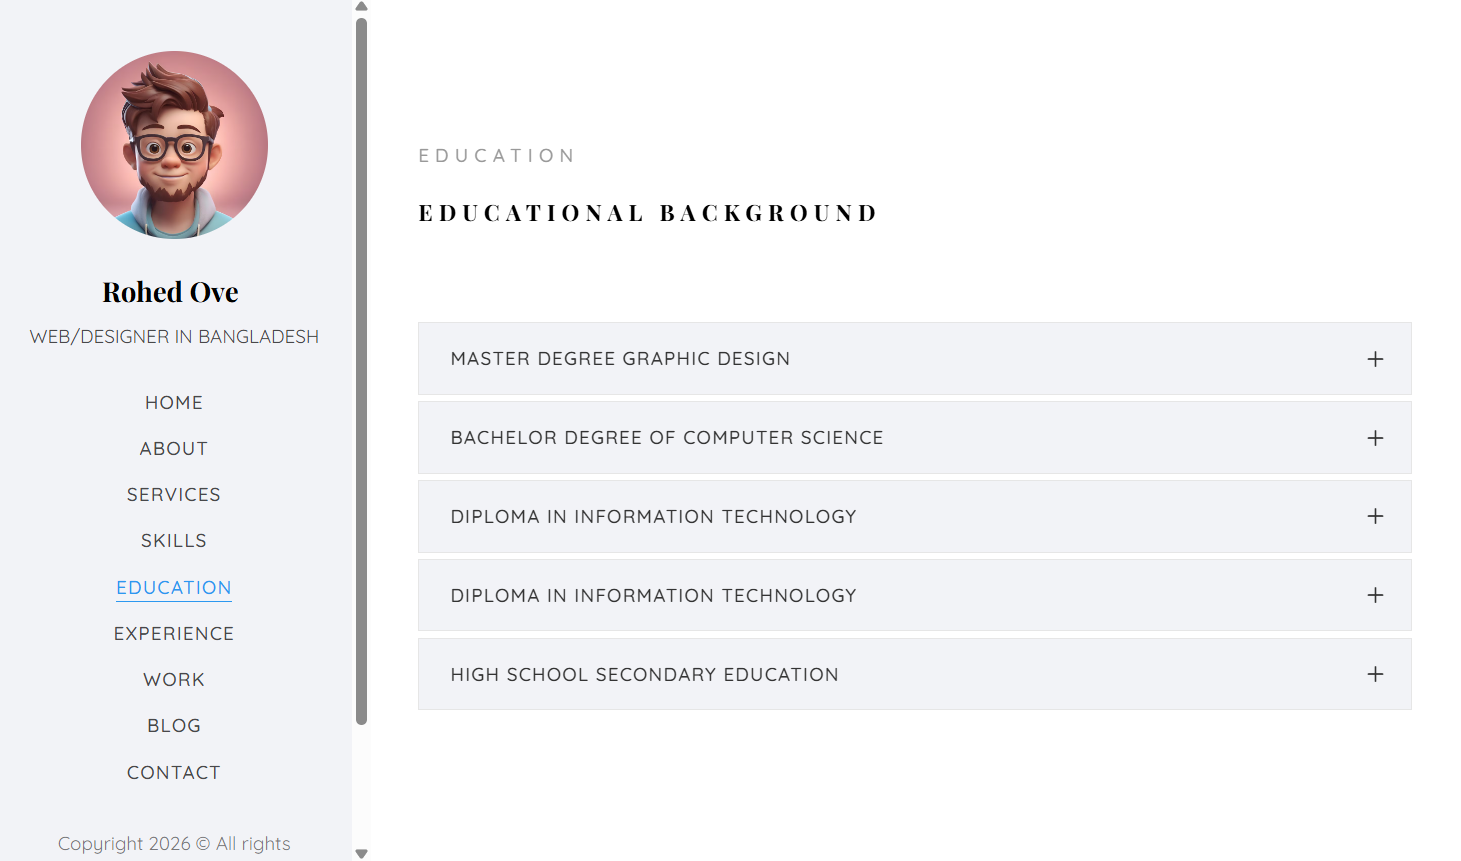 Rohed Ove
WEB/DESIGNER IN BANGLADESH
HOME
ABOUT
SERVICES
SKILLS
EDUCATION
EXPERIENCE
WORK
BLOG
CONTACT
Copyright 2026 © All rights
EDUCATION
EDUCATIONAL BACKGROUND
MASTER DEGREE GRAPHIC DESIGN
BACHELOR DEGREE OF COMPUTER SCIENCE
DIPLOMA IN INFORMATION TECHNOLOGY
DIPLOMA IN INFORMATION TECHNOLOGY
HIGH SCHOOL SECONDARY EDUCATION